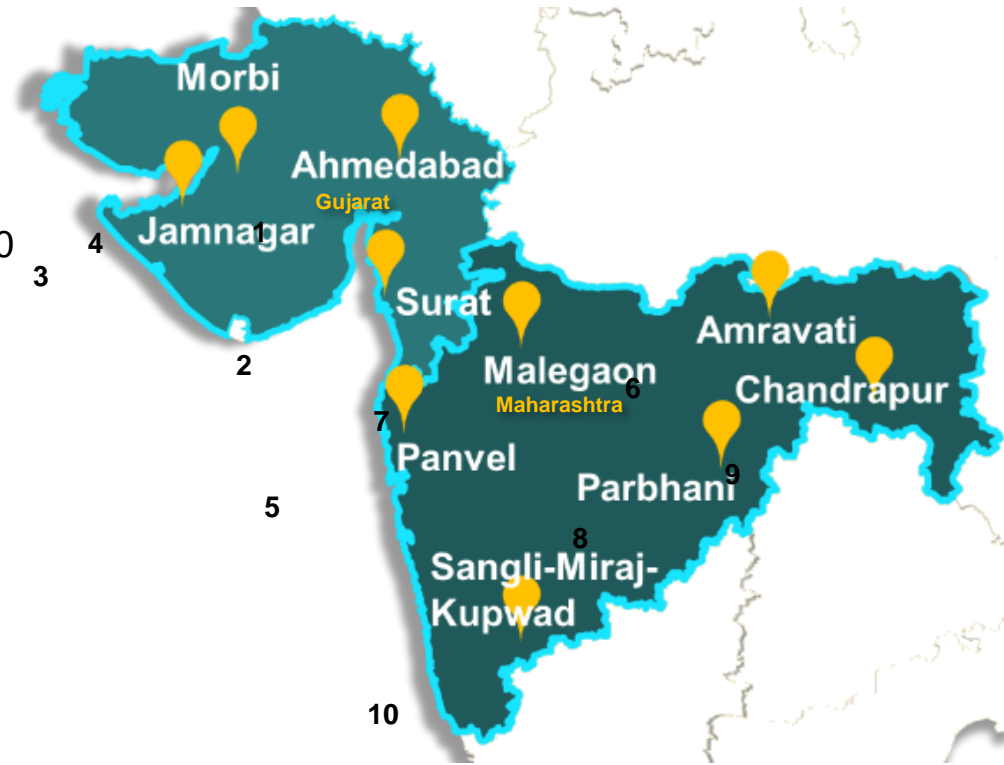 Morbi
Ahmedabad
Gujarat
Jamnagar
1
0
4
3
Surat
Amravati
2
Malegaon
6
Chandrapur
Maharashtra
7
Panvel
9
Parbhani
5
8
Sangli-Miraj-
Kupwad
10